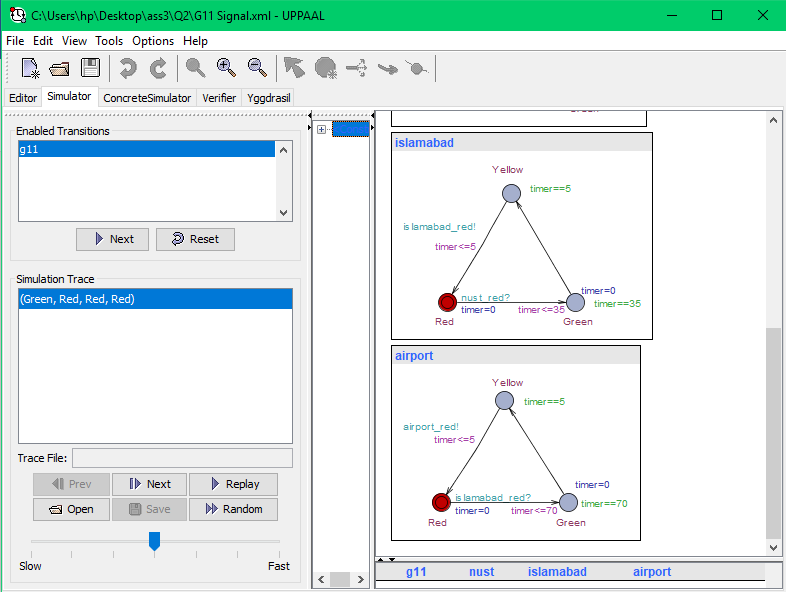 C:\Users\hp\Desktop\ass3\Q2\G11 Signal.xml - UPPAAL
File Edit View Tools Options Help
Editor Simulator ConcreteSimulator Verifier Yggdrasil
Enabled Transitions
g11
Next Reset
Simulation Trace
(Green, Red, Red, Red)
Trace File:
Prev Next Replay
Open Save Random
Slow Fast
islamabad
Yellow
timer==5
islamabad_red!
timer<=5
nust_red?
timer=0
timer=0
timer<=35
timer==35
Red
Green
airport
Yellow
timer==5
airport_red!
timer<=5
islamabad_red?
timer=0
timer=0
timer<=70
timer==70
Red
Green
g11 nust islamabad airport